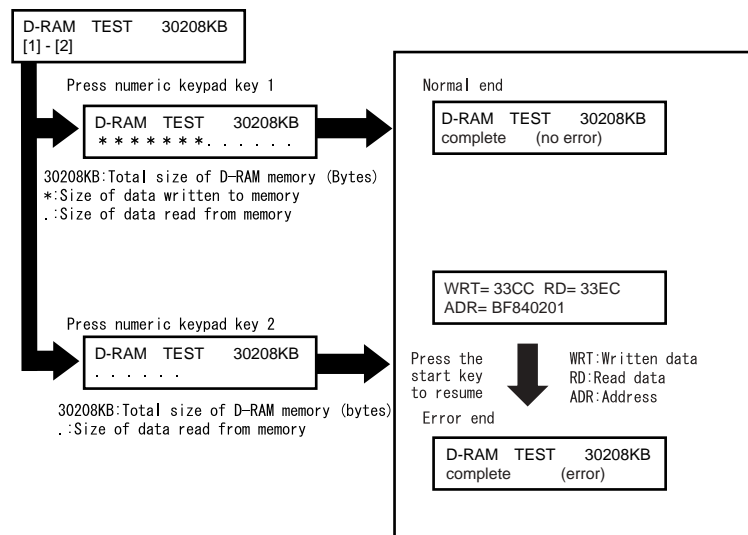 D-RAM TEST 30208KB
[1] - [2]
Press numeric keypad key 1
D-RAM TEST 30208KB
* * * * * * *. . . . . .
30208KB:Total size of D-RAM memory (Bytes)
*:Size of data written to memory
.:Size of data read from memory
Press numeric keypad key 2
D-RAM TEST 30208KB
. . . . . .
30208KB:Total size of D-RAM memory (bytes)
.:Size of data read from memory
Normal end
D-RAM TEST 30208KB
complete (no error)
WRT= 33CC RD= 33EC
ADR= BF840201
Press the
start key
to resume
WRT:Written data
RD:Read data
ADR:Address
Error end
D-RAM TEST 30208KB
complete (error)